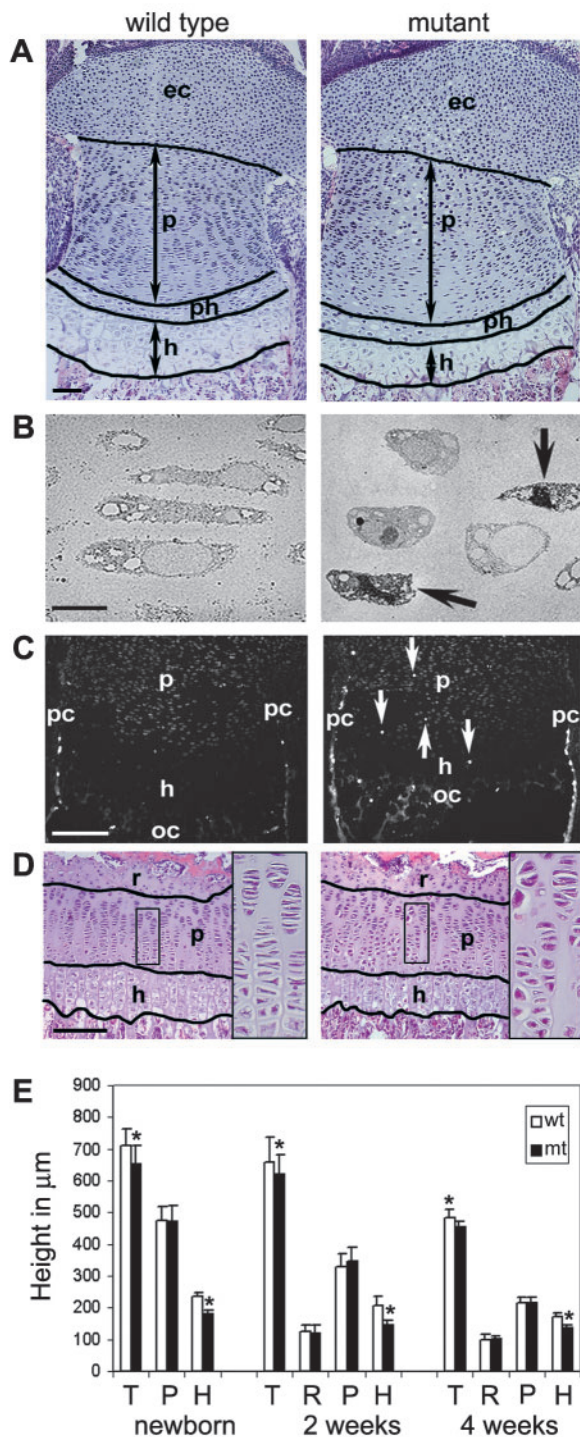 wild type mutant
A
ec ec
p p
ph ph
h h
B
C
p p
pc pc pc pc
h h
oc oc
D
r
p p
h h
E
900
800
700
600
500
400
300
200
100
0
Height in μm
wt
mt
* * * * * *
T P H T R P H T R P H
newborn 2 weeks 4 weeks